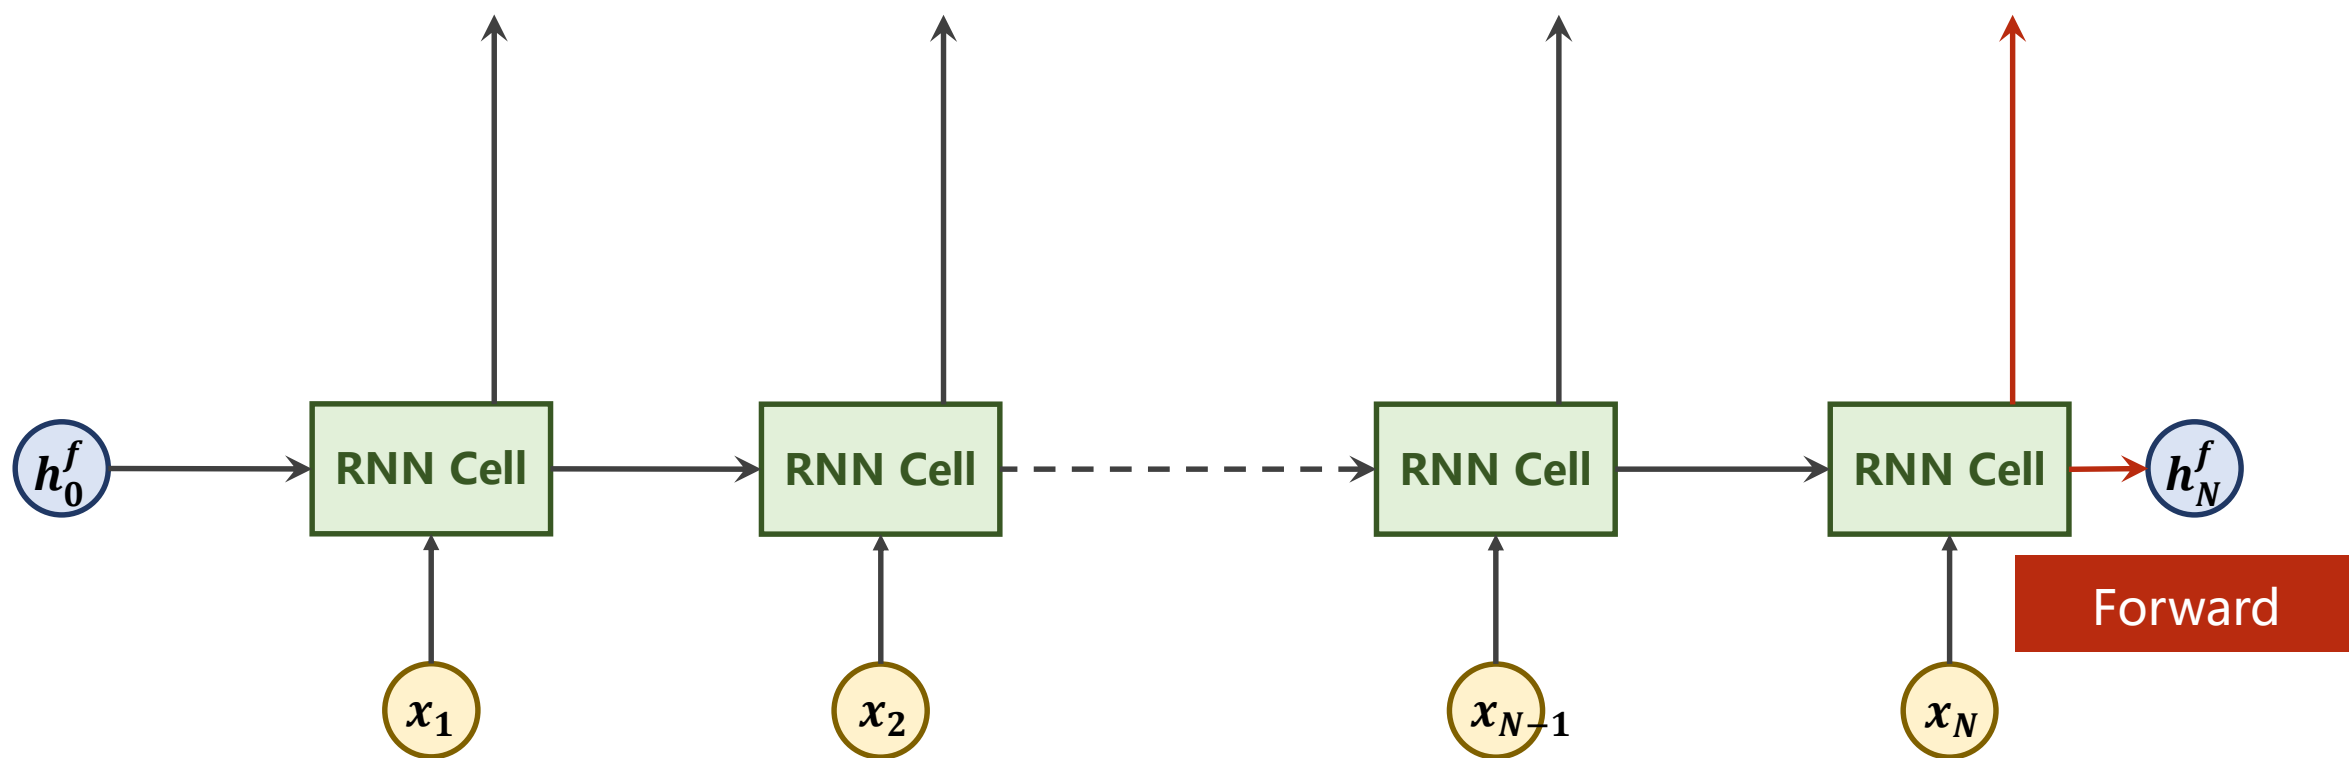 h_0^f
RNN Cell
RNN Cell
RNN Cell
RNN Cell
h_N^f
Forward
x_1
x_2
x_{N-1}
x_N